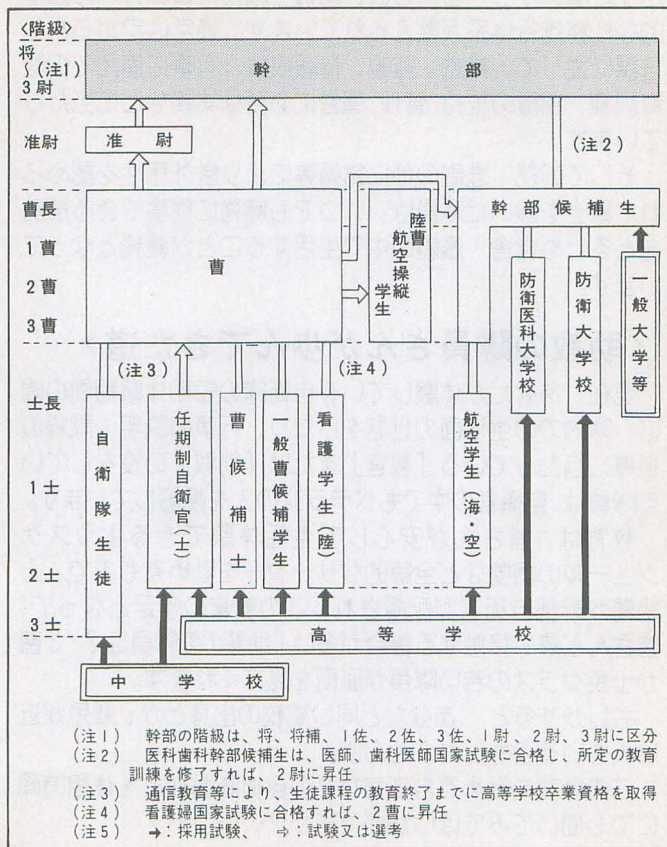 〈階級〉
将
～(注1)
3尉
幹部
准尉
准尉
(注2)
曹長
1曹
2曹
3曹
曹
陸曹
航空操縦
学生
幹部候補生
防衛医科大学校
防衛大学校
一般大学等
(注3)
(注4)
士長
1士
2士
3士
自衛隊生徒
任期制自衛官(士)
曹候補士
一般曹候補学生
看護学生(陸)
航空学生(海・空)
高等学校
中学校
(注1) 幹部の階級は、将、将補、1佐、2佐、3佐、1尉、2尉、3尉に区分
(注2) 医科歯科幹部候補生は、医師、歯科医師国家試験に合格し、所定の教育
訓練を修了すれば、2尉に昇任
(注3) 通信教育等により、生徒課程の教育終了までに高等学校卒業資格を取得
(注4) 看護婦国家試験に合格すれば、2曹に昇任
(注5) →:採用試験、⇨:試験又は選考